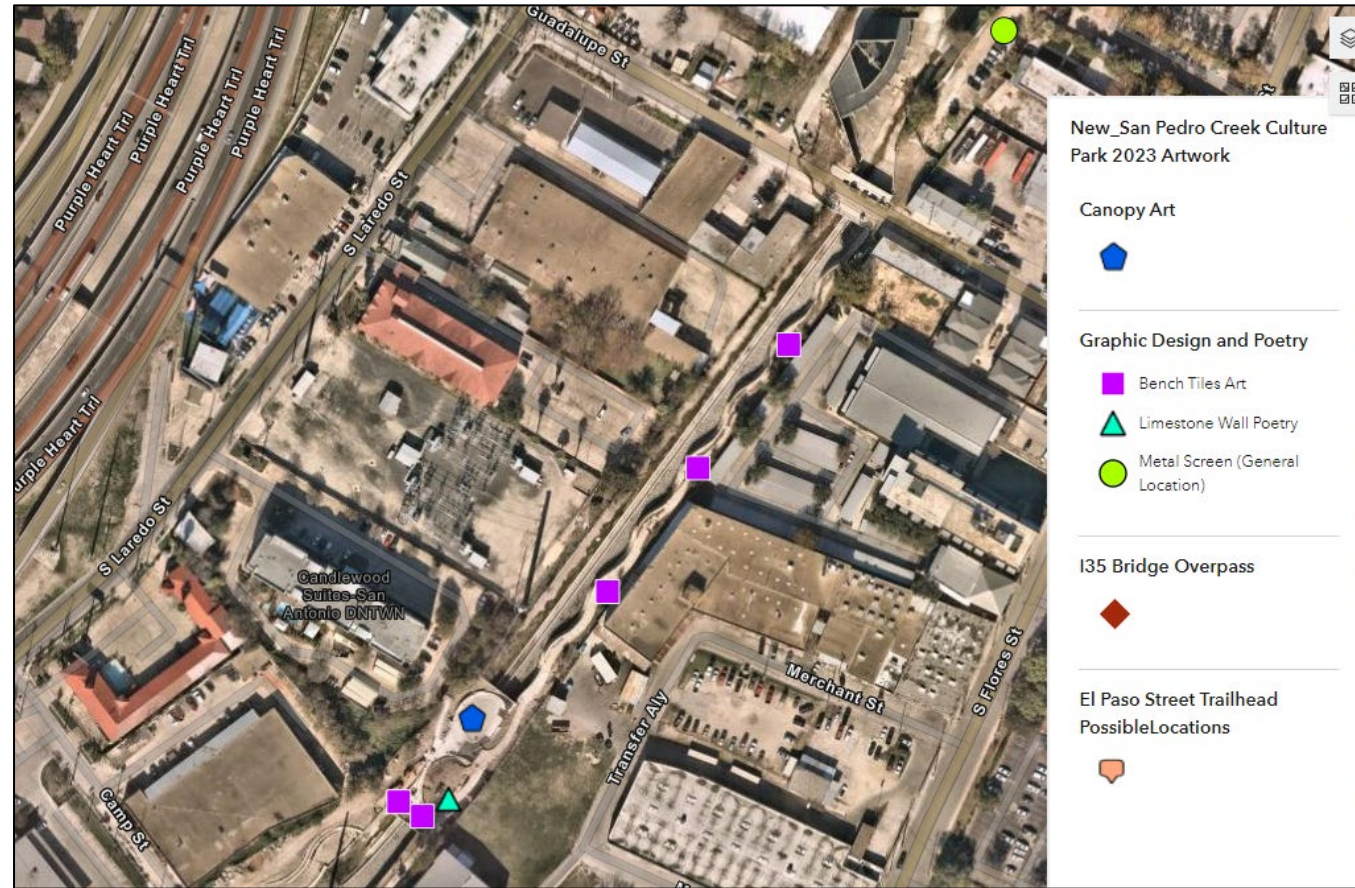 Guadalupe St
Purple Heart Trl
Purple Heart Trl
Purple Heart Trl
Purple Heart Trl
S Laredo St
St
New_San Pedro Creek Culture
Park 2023 Artwork
Canopy Art
Graphic Design and Poetry
Bench Tiles Art
Limestone Wall Poetry
Metal Screen (General
Location)
urple Heart Trl
S Laredo St
Candlewood
Suites-San
Antonio DNTWN
I35 Bridge Overpass
Merchant St
S Flores St
Transfer Aly
El Paso Street Trailhead
PossibleLocations
Camp St